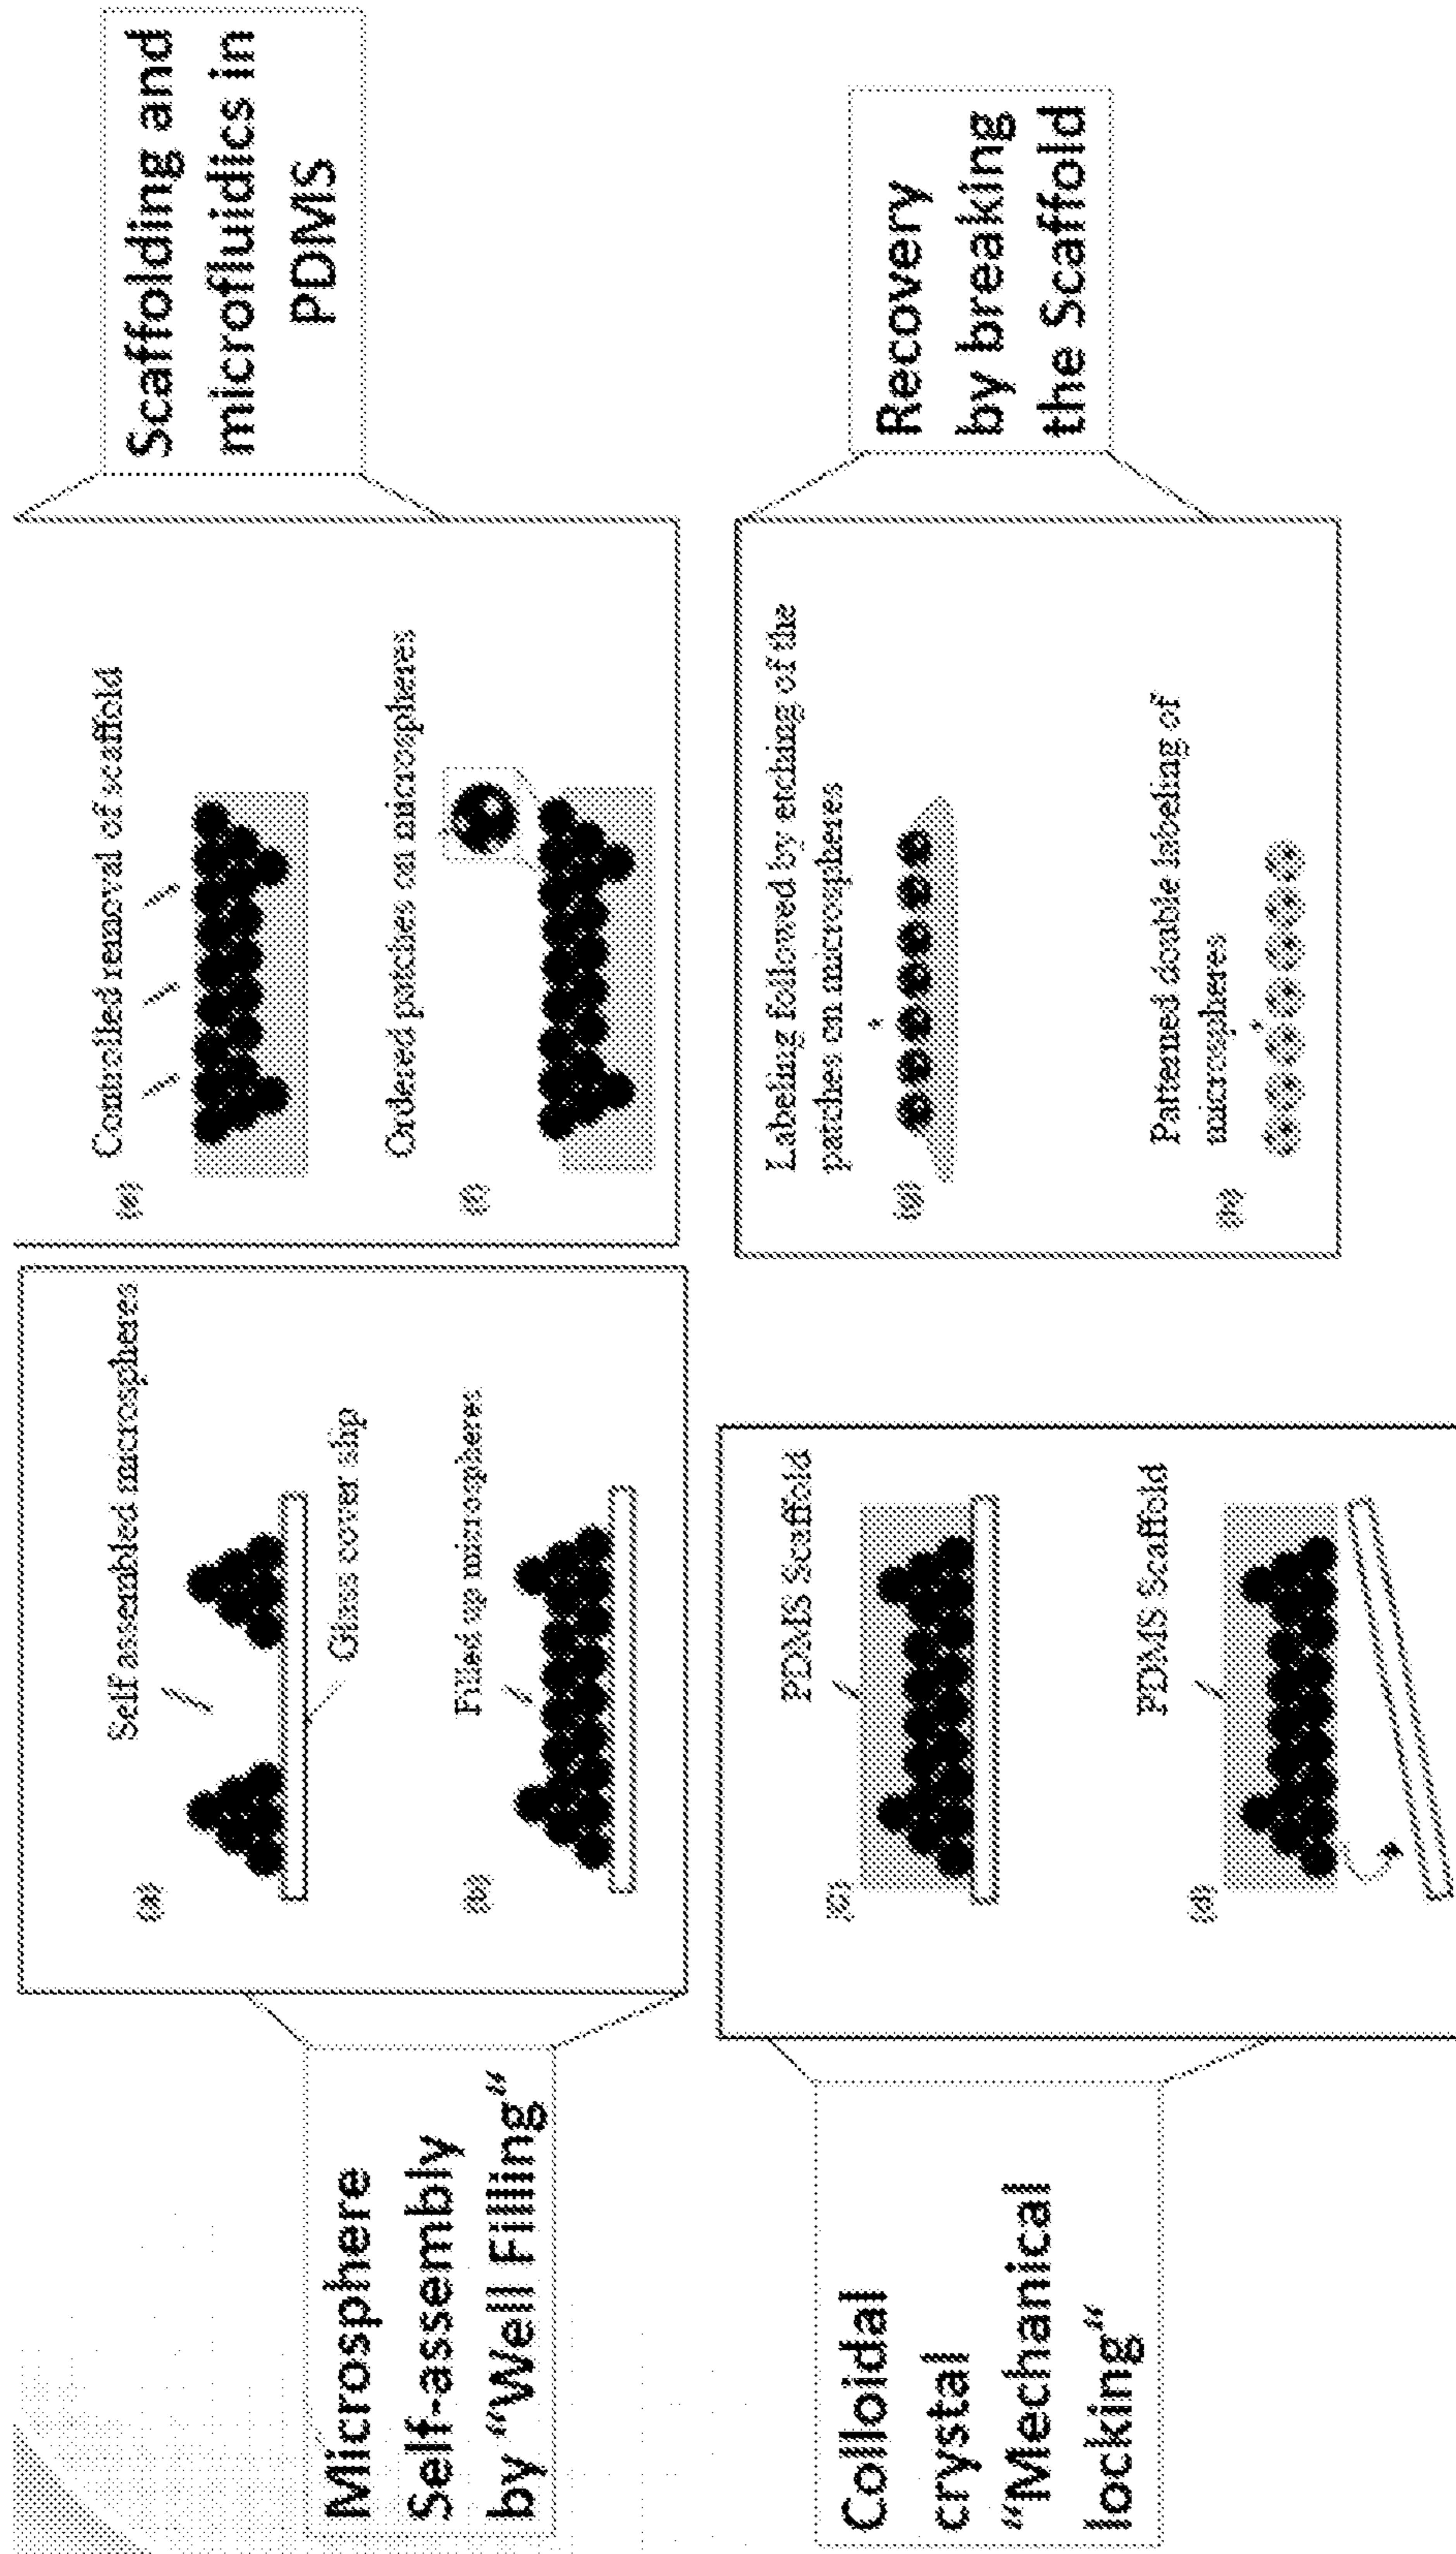 Microsphere
Self-assembly
by “Well Filling“
(a)
Self assembled microspheres
Glass cover slip
(b)
Filled up microspheres
(e)
Controlled removal of scaffold
(f)
Ordered patches on microspheres
Scaffolding and
microfluidics in
PDMS
Colloidal
crystal
“Mechanical
locking“
(c)
PDMS Scaffold
(d)
PDMS Scaffold
(g)
Labeling followed by etching of the
patches on microspheres
(h)
Patterned double labeling of
microspheres
Recovery
by breaking
the Scaffold